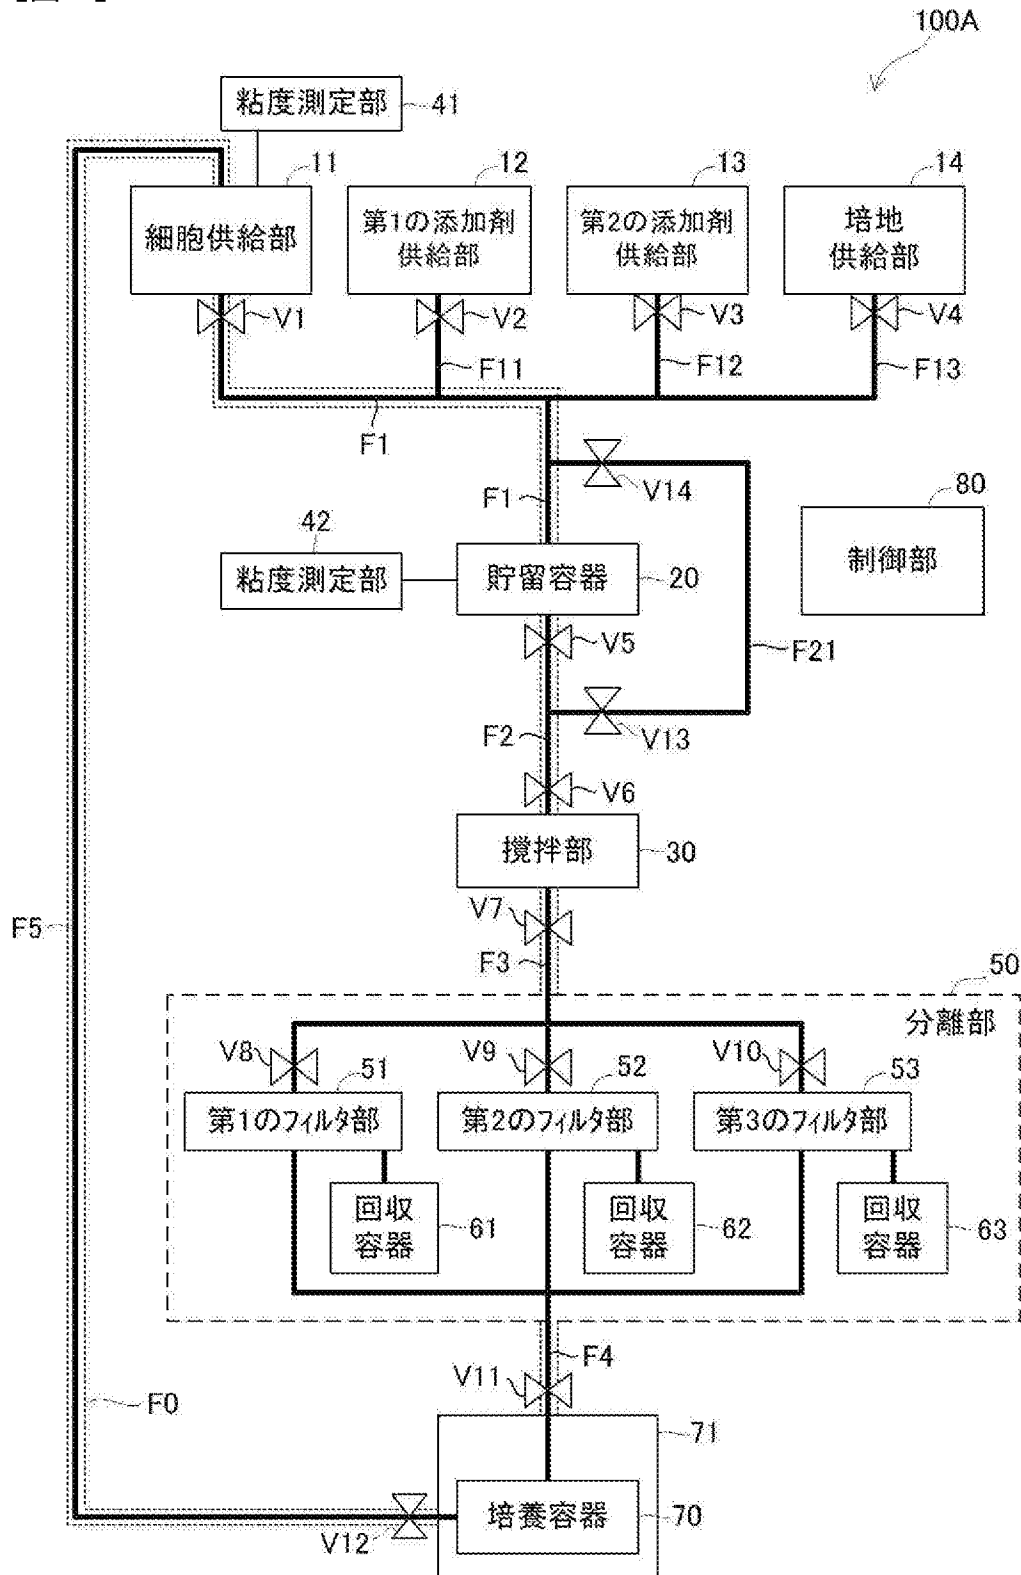 100A
粘度測定部
41
11
細胞供給部
12
第1の添加剤
供給部
13
第2の添加剤
供給部
14
培地
供給部
V1
V2
V3
V4
F11
F12
F13
F1
V14
F1
80
制御部
42
粘度測定部
貯留容器
20
V5
F21
F2
V13
V6
攪拌部
30
V7
F5
F3
50
分離部
V8
V9
V10
51
52
53
第1のフィルタ部
第2のフィルタ部
第3のフィルタ部
回収
容器
61
回収
容器
62
回収
容器
63
F4
V11
F0
71
培養容器
70
V12